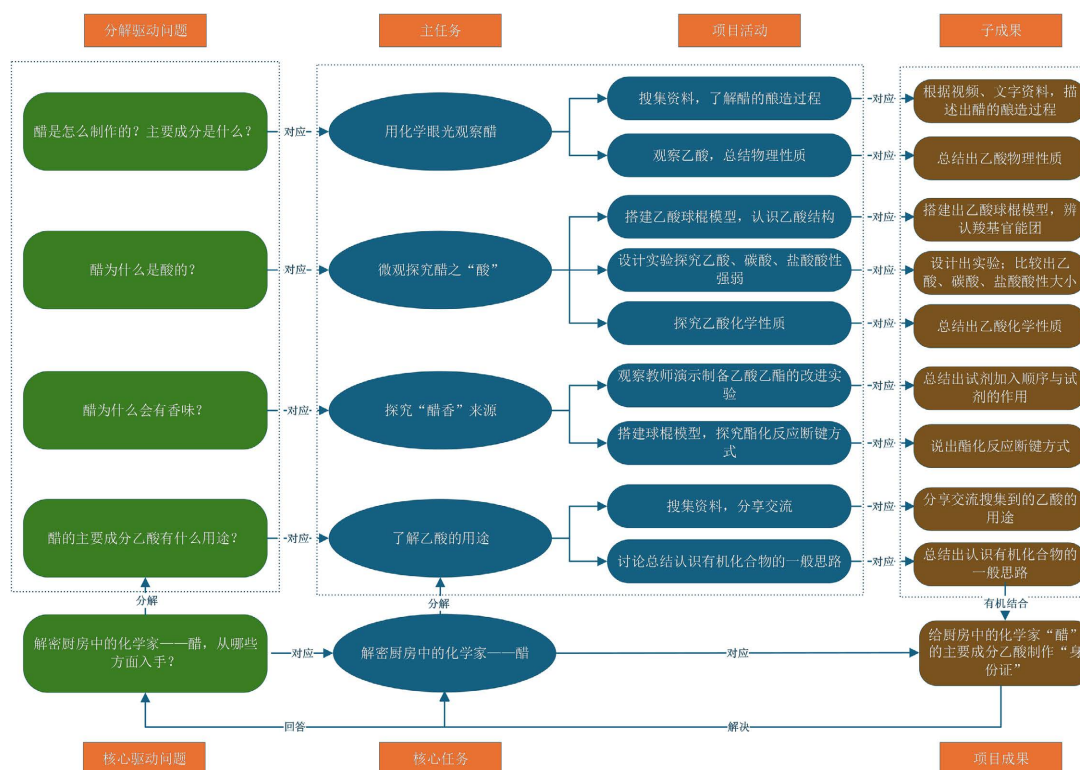 分解驱动问题
主任务
项目活动
子成果
醋是怎么制作的？主要成分是什么？
对应
用化学眼光观察醋
搜集资料，了解醋的酿造过程
对应
根据视频、文字资料，描
述出醋的酿造过程
观察乙酸，总结物理性质
对应
总结出乙酸物理性质
醋为什么是酸的？
对应
微观探究醋之“酸”
搭建乙酸球棍模型，认识乙酸结构
对应
搭建出乙酸球棍模型，辨
认羧基官能团
设计实验探究乙酸、碳酸、盐酸酸性
强弱
对应
设计出实验；比较出乙
酸、碳酸、盐酸酸性大小
探究乙酸化学性质
对应
总结出乙酸化学性质
醋为什么会有香味？
对应
探究“醋香”来源
观察教师演示制备乙酸乙酯的改进实
验
对应
总结出试剂加入顺序与试
剂的作用
搭建球棍模型，探究酯化反应断键方
式
对应
说出酯化反应断键方式
醋的主要成分乙酸有什么用途？
对应
了解乙酸的用途
搜集资料，分享交流
对应
分享交流搜集到的乙酸的
用途
讨论总结认识有机化合物的一般思路
对应
总结出认识有机化合物的
一般思路
分解
分解
有机结合
解密厨房中的化学家——醋，从哪些
方面入手？
对应
解密厨房中的化学家——醋
对应
给厨房中的化学家“醋”
的主要成分乙酸制作“身
份证”
回答
解决
核心驱动问题
核心任务
项目成果